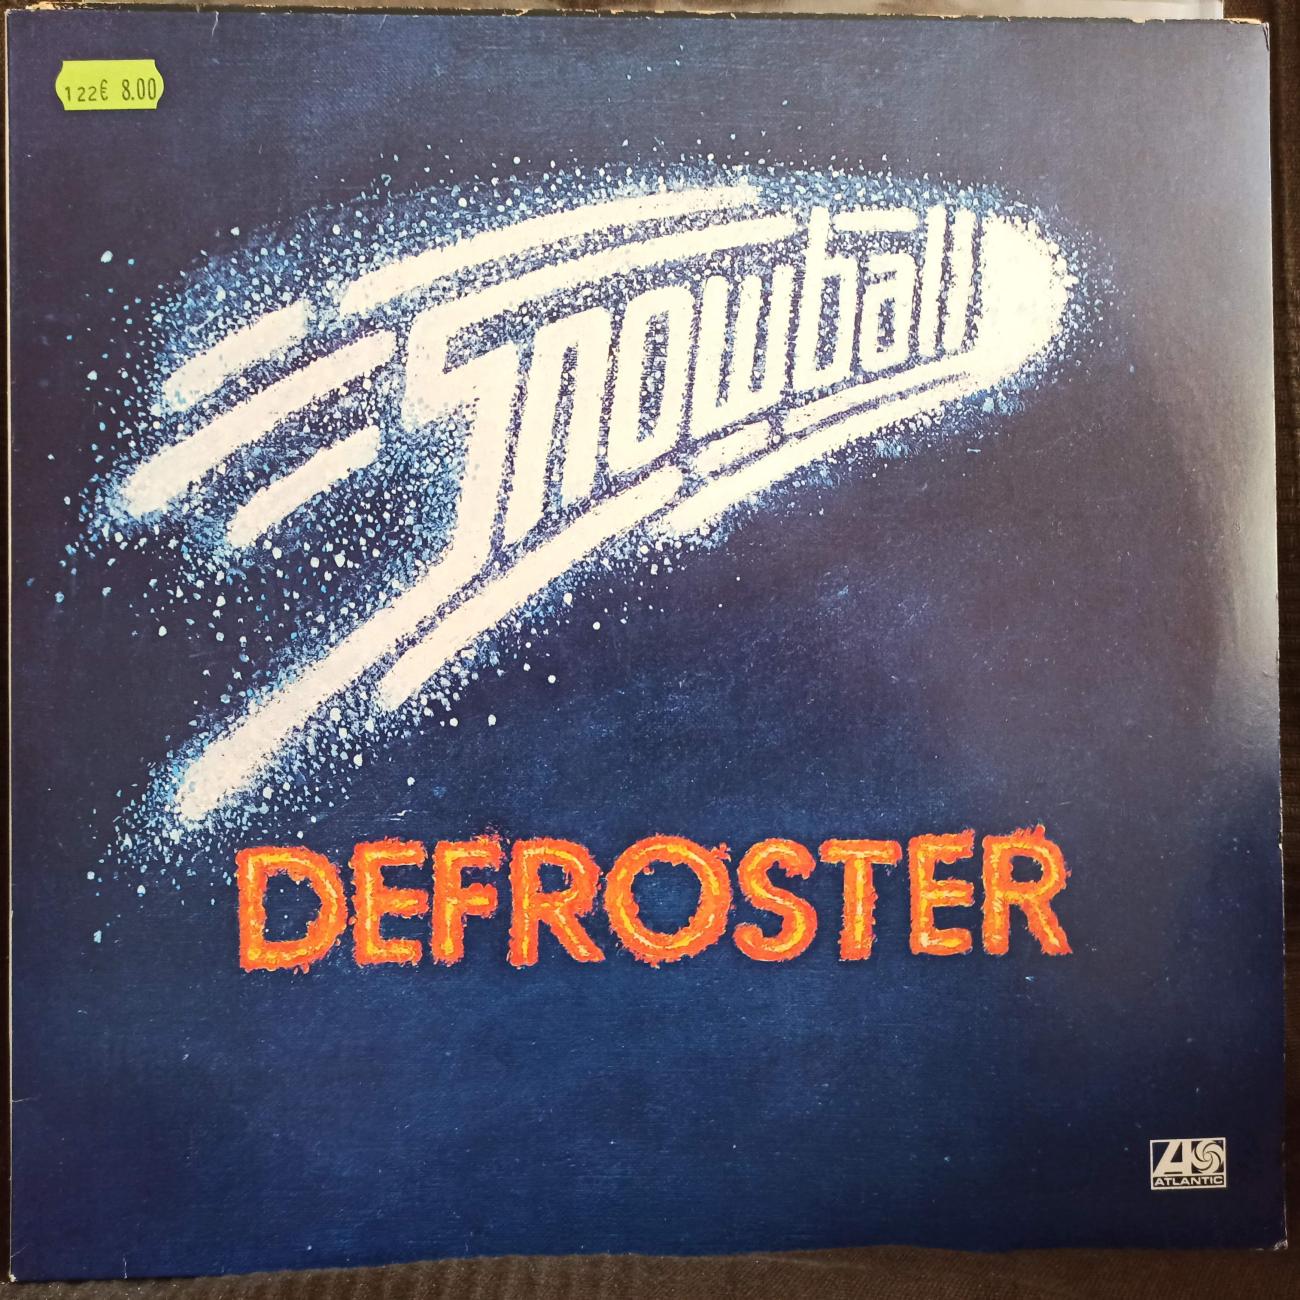 122€ 8.00
Snowball
DEFROSTER
ATLANTIC